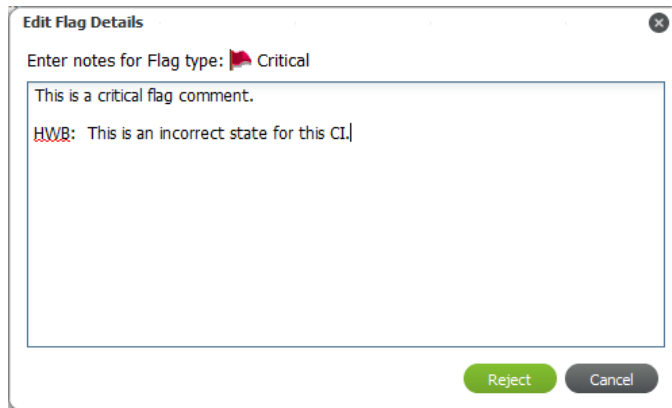 Edit Flag Details
Enter notes for Flag type: Critical
This is a critical flag comment.
HWB: This is an incorrect state for this CI.
Reject Cancel